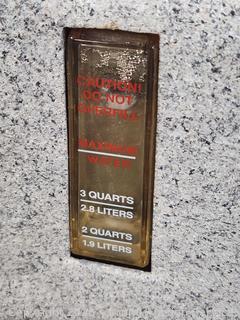 CAUTION!
DO NOT
OVERFILL
MAXIMUM
WATER
3 QUARTS
2.8 LITERS
2 QUARTS
1.9 LITERS